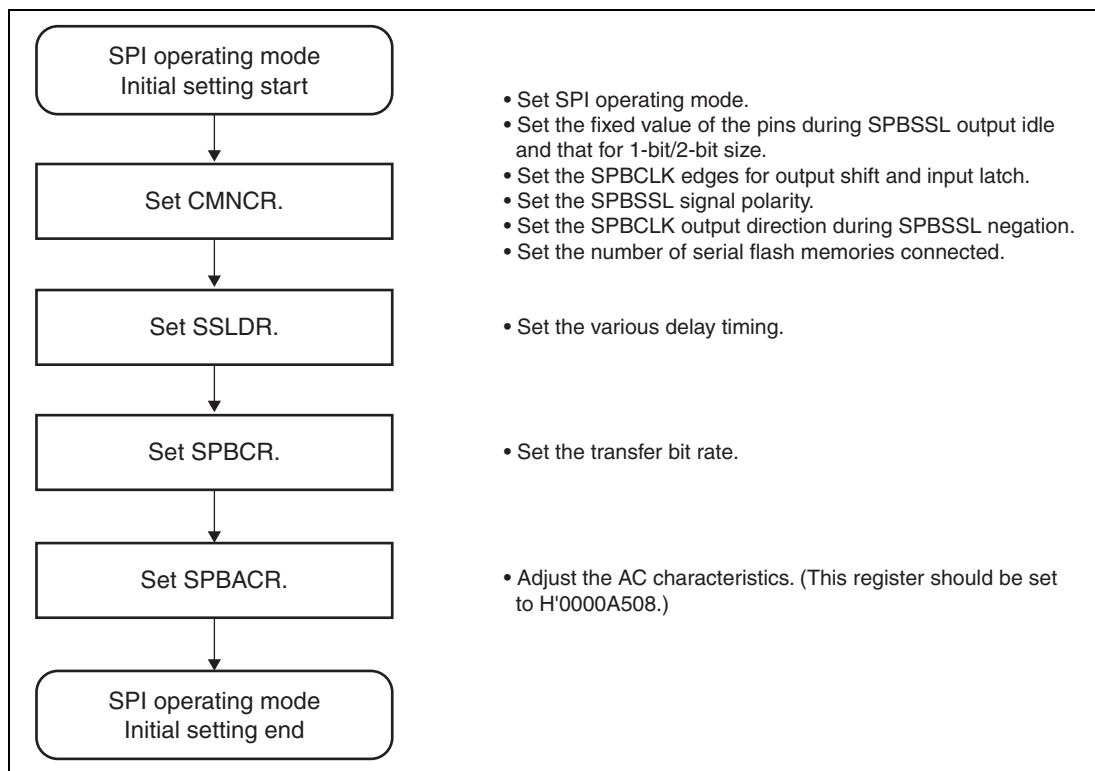 SPI operating mode
Initial setting start
• Set SPI operating mode.
• Set the fixed value of the pins during SPBSSL output idle
and that for 1-bit/2-bit size.
• Set the SPBCLK edges for output shift and input latch.
• Set the SPBSSL signal polarity.
• Set the SPBCLK output direction during SPBSSL negation.
• Set the number of serial flash memories connected.
Set CMNCR.
Set SSLDR.
• Set the various delay timing.
Set SPBCR.
• Set the transfer bit rate.
Set SPBACR.
• Adjust the AC characteristics. (This register should be set
to H'0000A508.)
SPI operating mode
Initial setting end